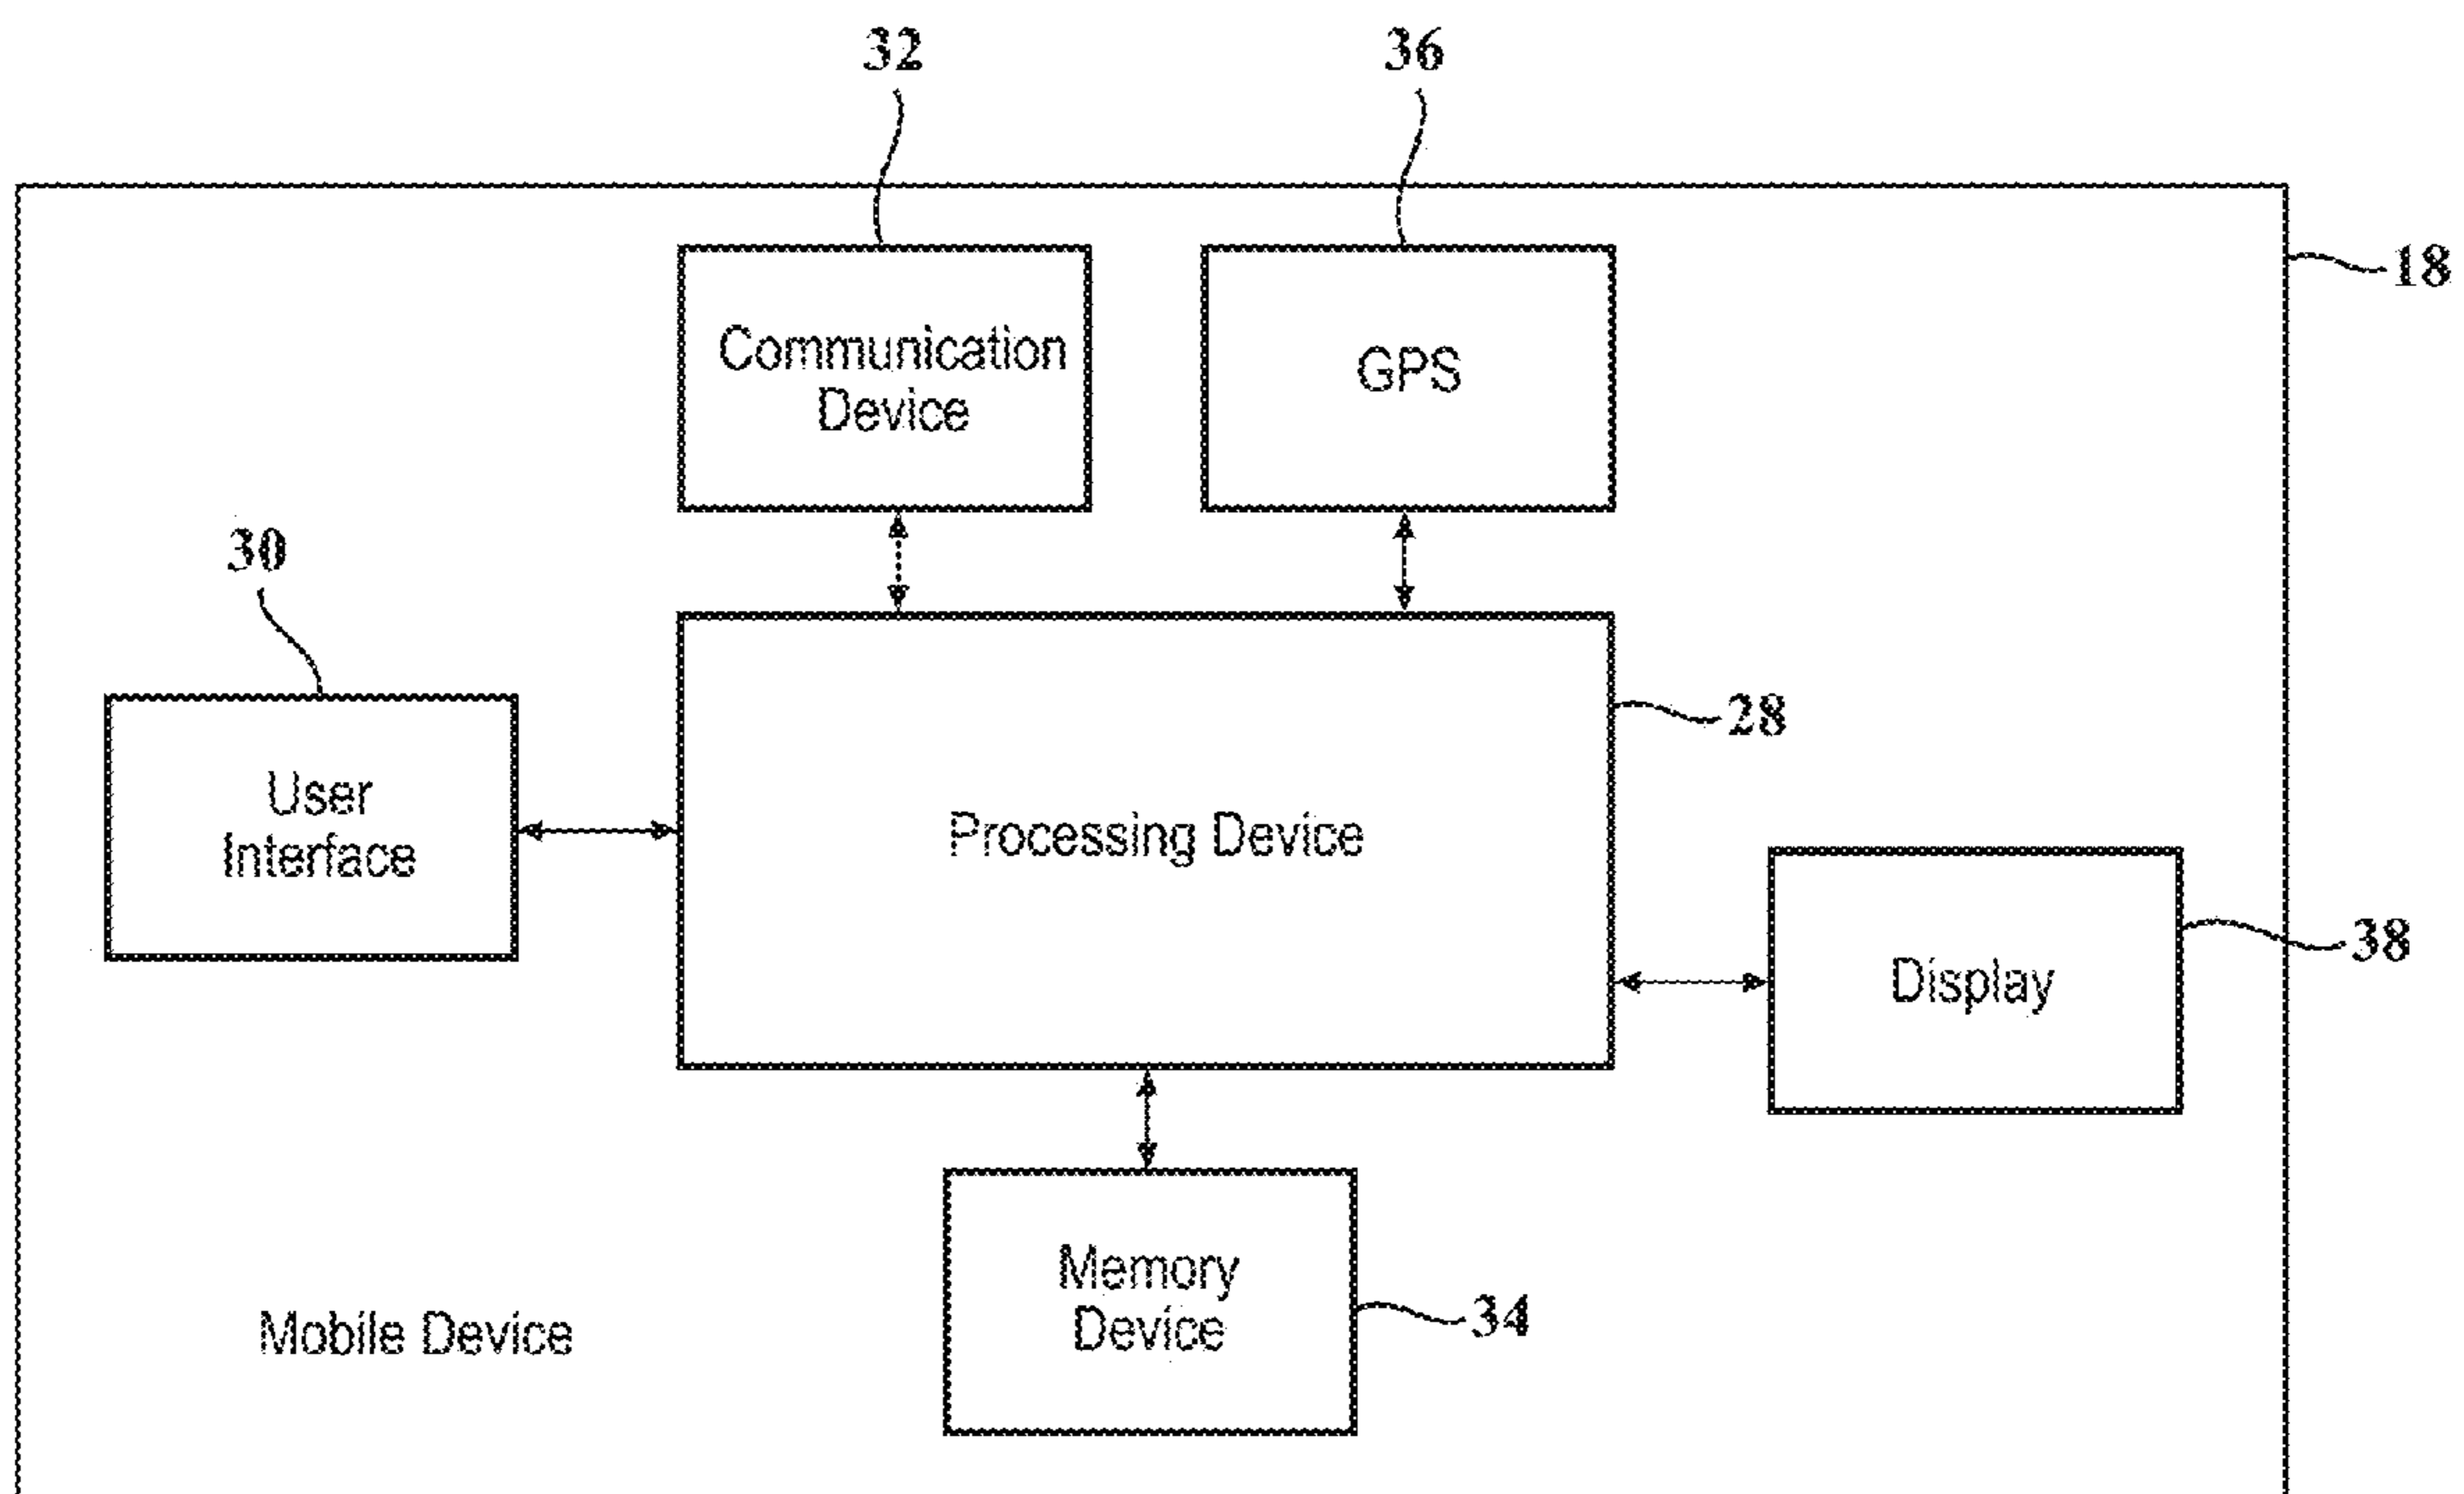 32
36
18
Communication
Device
GPS
30
28
User
Interface
Processing Device
38
Display
Memory
Device
34
Mobile Device